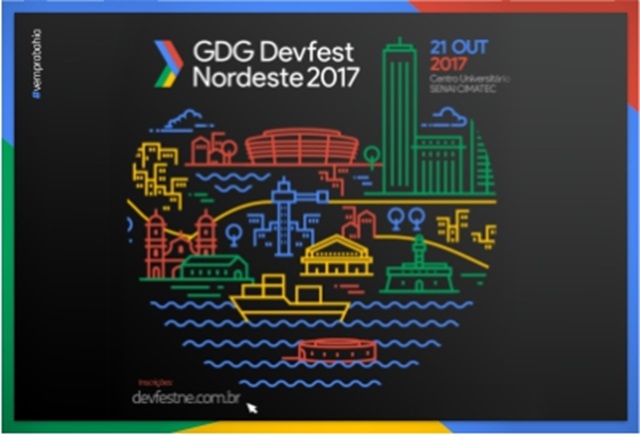 #vemprabahia
GDG Devfest
Nordeste 2017
21 OUT
2017
Centro Universitário
SENAI CIMATEC
Inscrições:
devfestne.com.br